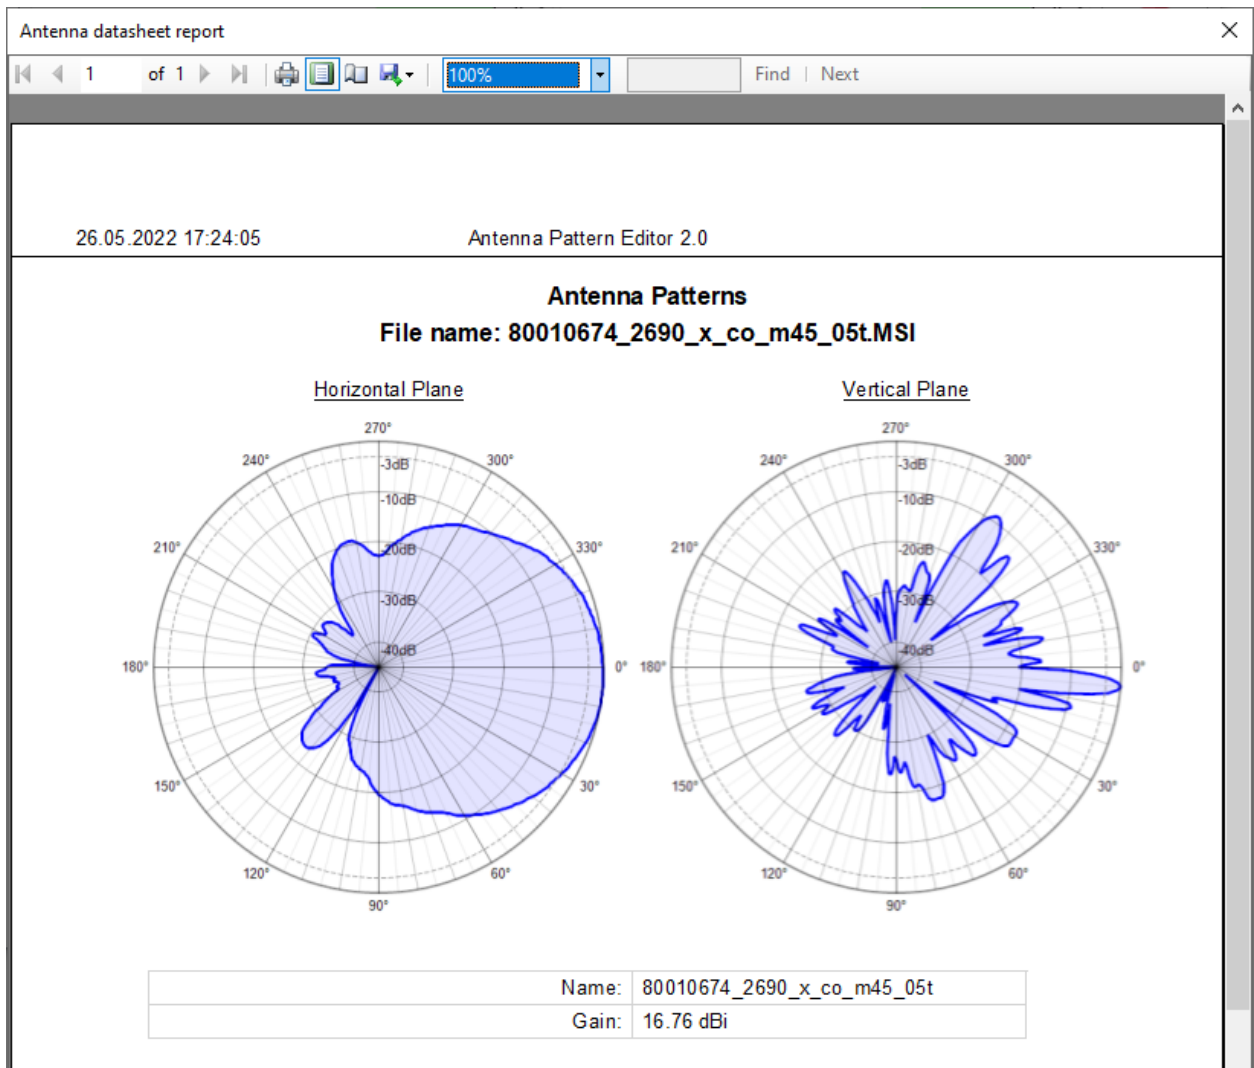 Antenna datasheet report
1 of 1 100% Find | Next
26.05.2022 17:24:05 Antenna Pattern Editor 2.0
Antenna Patterns
File name: 80010674_2690_x_co_m45_05t.MSI
Horizontal Plane Vertical Plane
270° 270°
240° -3dB 300° 240° -3dB 300°
-10dB -10dB
210° -20dB 330° 210° -20dB 330°
-30dB -30dB
-40dB -40dB
180° 0° 180° 0°
150° 30° 150° 30°
120° 60° 120° 60°
90° 90°
Name: 80010674_2690_x_co_m45_05t
Gain: 16.76 dBi